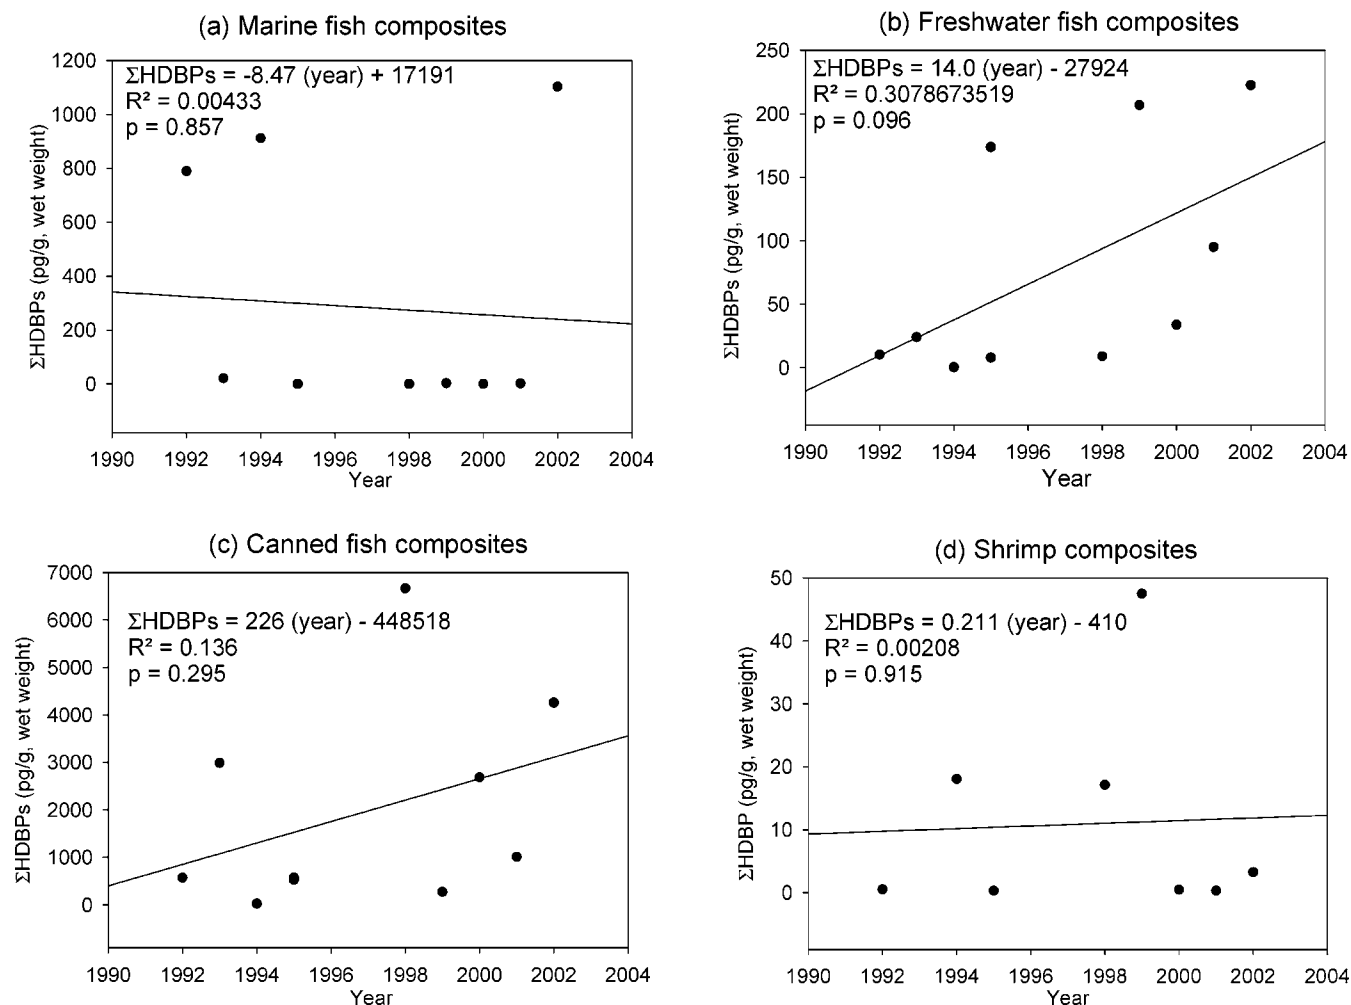 (a) Marine fish composites
ΣHDBPs = -8.47 (year) + 17191
R² = 0.00433
p = 0.857
ΣHDBPs (pg/g, wet weight)
1200
1000
800
600
400
200
0
1990 1992 1994 1996 1998 2000 2002 2004
Year
(b) Freshwater fish composites
ΣHDBPs = 14.0 (year) - 27924
R² = 0.3078673519
p = 0.096
ΣHDBPs (pg/g, wet weight)
250
200
150
100
50
0
1990 1992 1994 1996 1998 2000 2002 2004
Year
(c) Canned fish composites
ΣHDBPs = 226 (year) - 448518
R² = 0.136
p = 0.295
ΣHDBPs (pg/g, wet weight)
7000
6000
5000
4000
3000
2000
1000
0
1990 1992 1994 1996 1998 2000 2002 2004
Year
(d) Shrimp composites
ΣHDBPs = 0.211 (year) - 410
R² = 0.00208
p = 0.915
ΣHDBP (pg/g, wet weight)
50
40
30
20
10
0
1990 1992 1994 1996 1998 2000 2002 2004
Year